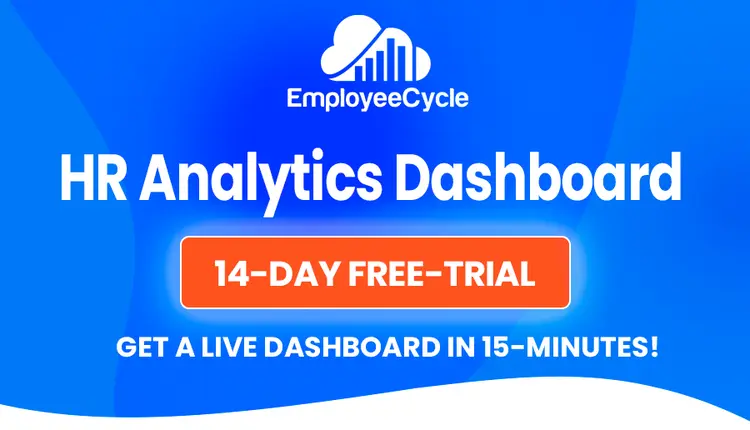 EmployeeCycle
HR Analytics Dashboard
14-DAY FREE-TRIAL
GET A LIVE DASHBOARD IN 15-MINUTES!